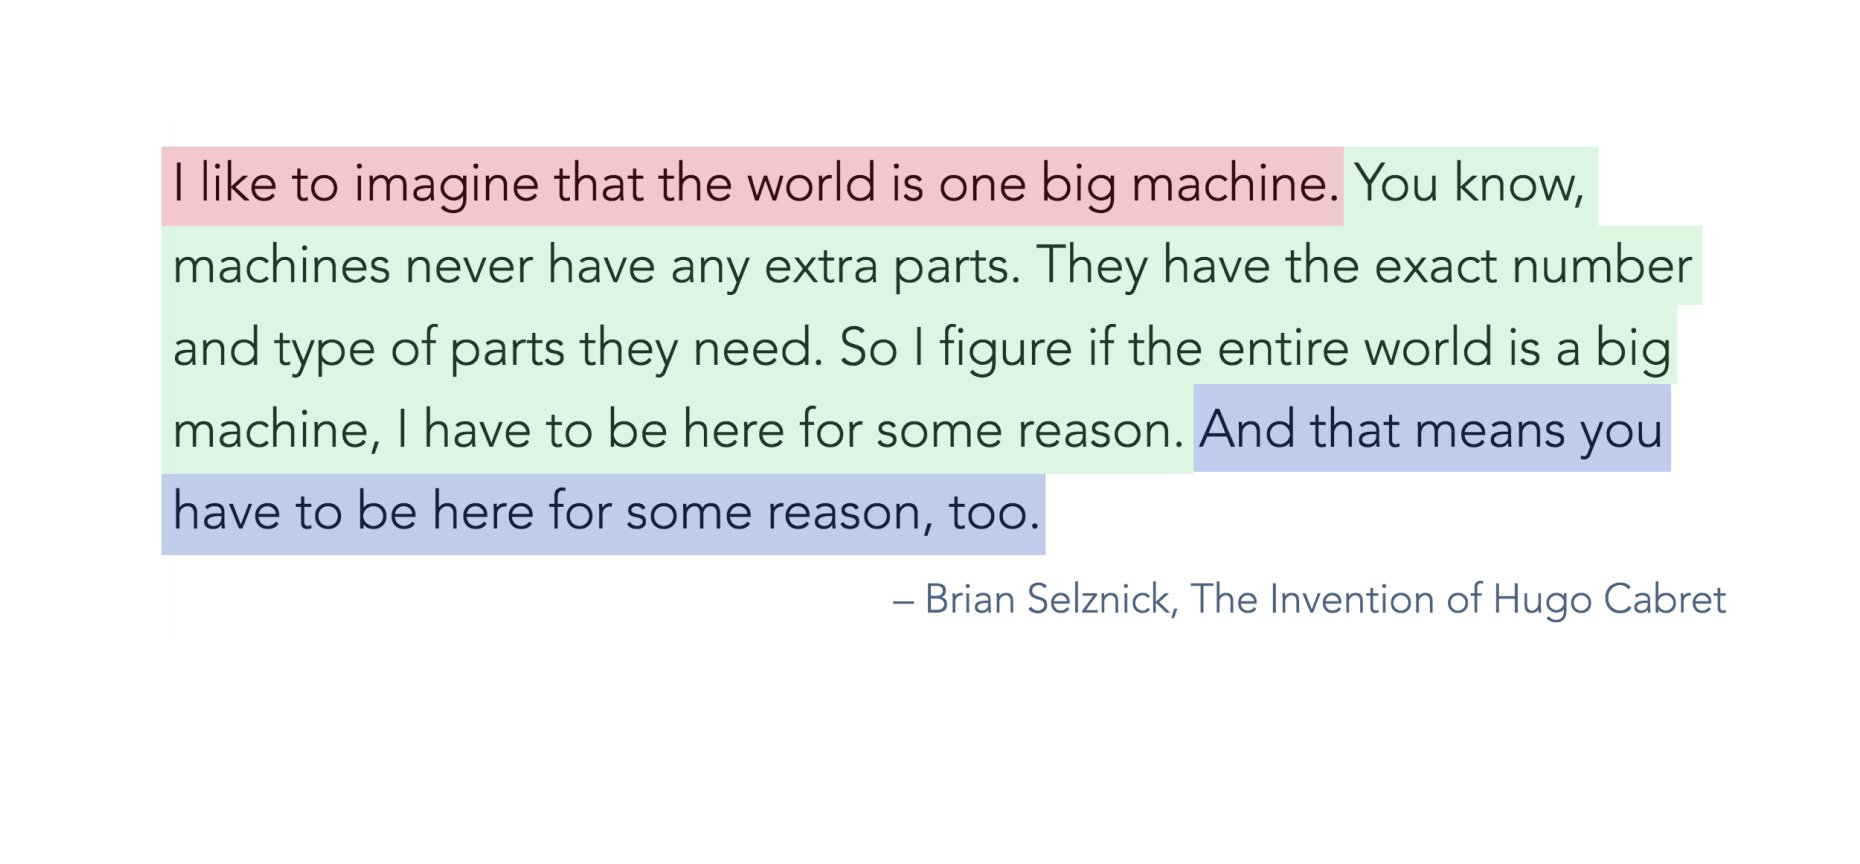 I like to imagine that the world is one big machine. You know,
machines never have any extra parts. They have the exact number
and type of parts they need. So I figure if the entire world is a big
machine, I have to be here for some reason. And that means you
have to be here for some reason, too.
– Brian Selznick, The Invention of Hugo Cabret